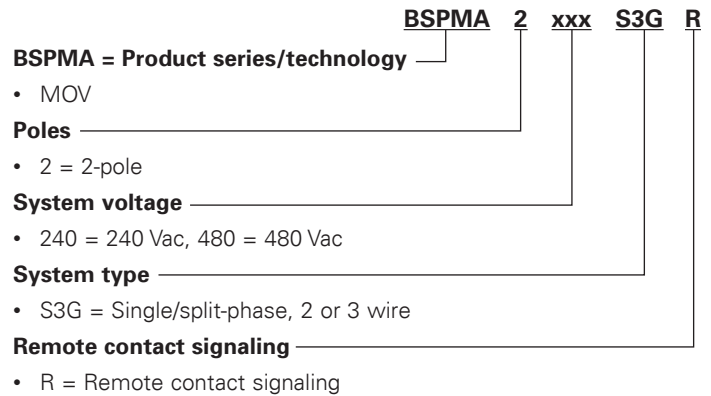 BSPMA 2 xxx S3G R
BSPMA = Product series/technology
• MOV
Poles
• 2 = 2-pole
System voltage
• 240 = 240 Vac, 480 = 480 Vac
System type
• S3G = Single/split-phase, 2 or 3 wire
Remote contact signaling
• R = Remote contact signaling